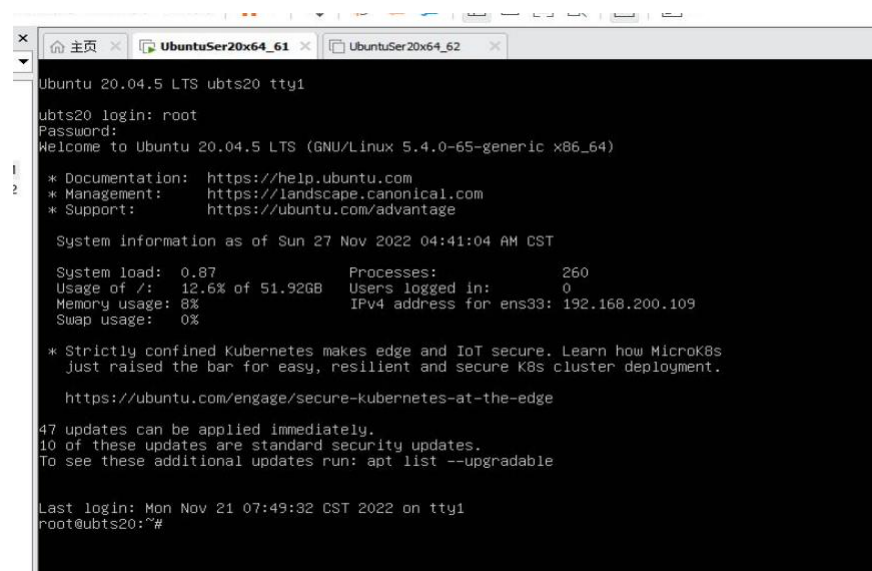 主页 UbuntuSer20x64_61 UbuntuSer20x64_62
Ubuntu 20.04.5 LTS ubts20 tty1
ubts20 login: root
Password:
Welcome to Ubuntu 20.04.5 LTS (GNU/Linux 5.4.0-65-generic x86_64)
* Documentation: https://help.ubuntu.com
* Management: https://landscape.canonical.com
* Support: https://ubuntu.com/advantage
System information as of Sun 27 Nov 2022 04:41:04 AM CST
System load: 0.87 Processes: 260
Usage of /: 12.6% of 51.92GB Users logged in: 0
Memory usage: 8% IPv4 address for ens33: 192.168.200.109
Swap usage: 0%
* Strictly confined Kubernetes makes edge and IoT secure. Learn how MicroK8s
just raised the bar for easy, resilient and secure K8s cluster deployment.
https://ubuntu.com/engage/secure-kubernetes-at-the-edge
47 updates can be applied immediately.
10 of these updates are standard security updates.
To see these additional updates run: apt list --upgradable
Last login: Mon Nov 21 07:49:32 CST 2022 on tty1
root@ubts20:~#